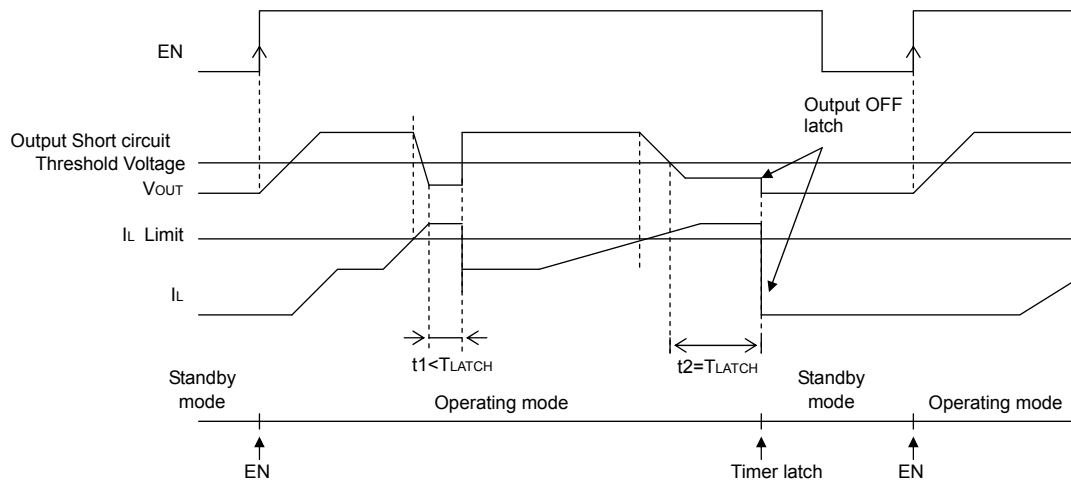 EN
Output OFF
latch
Output Short circuit
Threshold Voltage
VOUT
IL Limit
IL
t1<TLATCH
t2=TLATCH
Standby
mode
Operating mode
Standby
mode
Operating mode
EN
Timer latch
EN